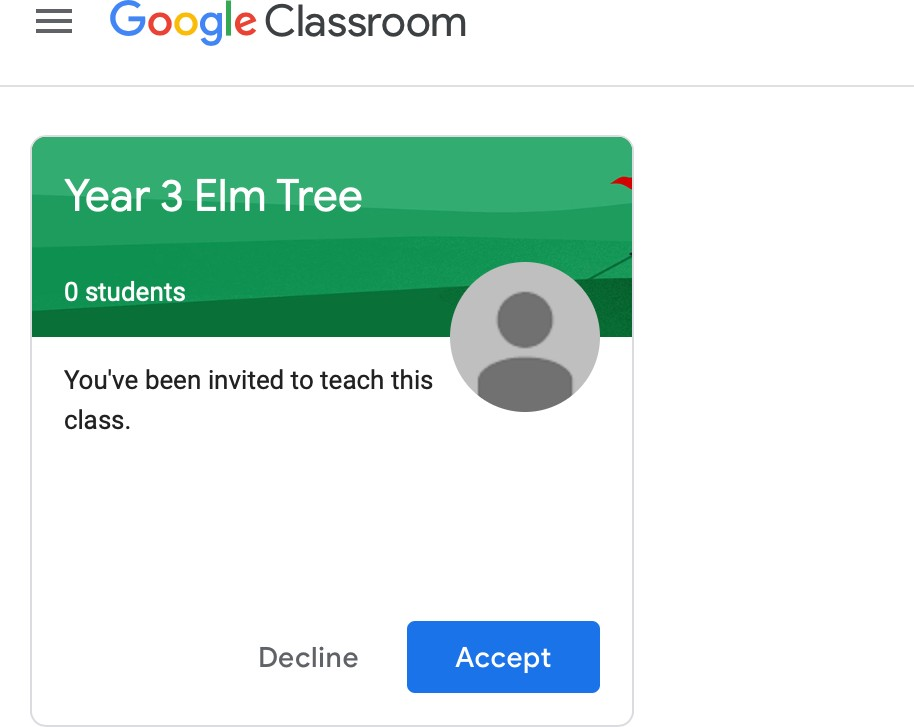 Google Classroom
Year 3 Elm Tree
0 students
You've been invited to teach this
class.
Decline
Accept